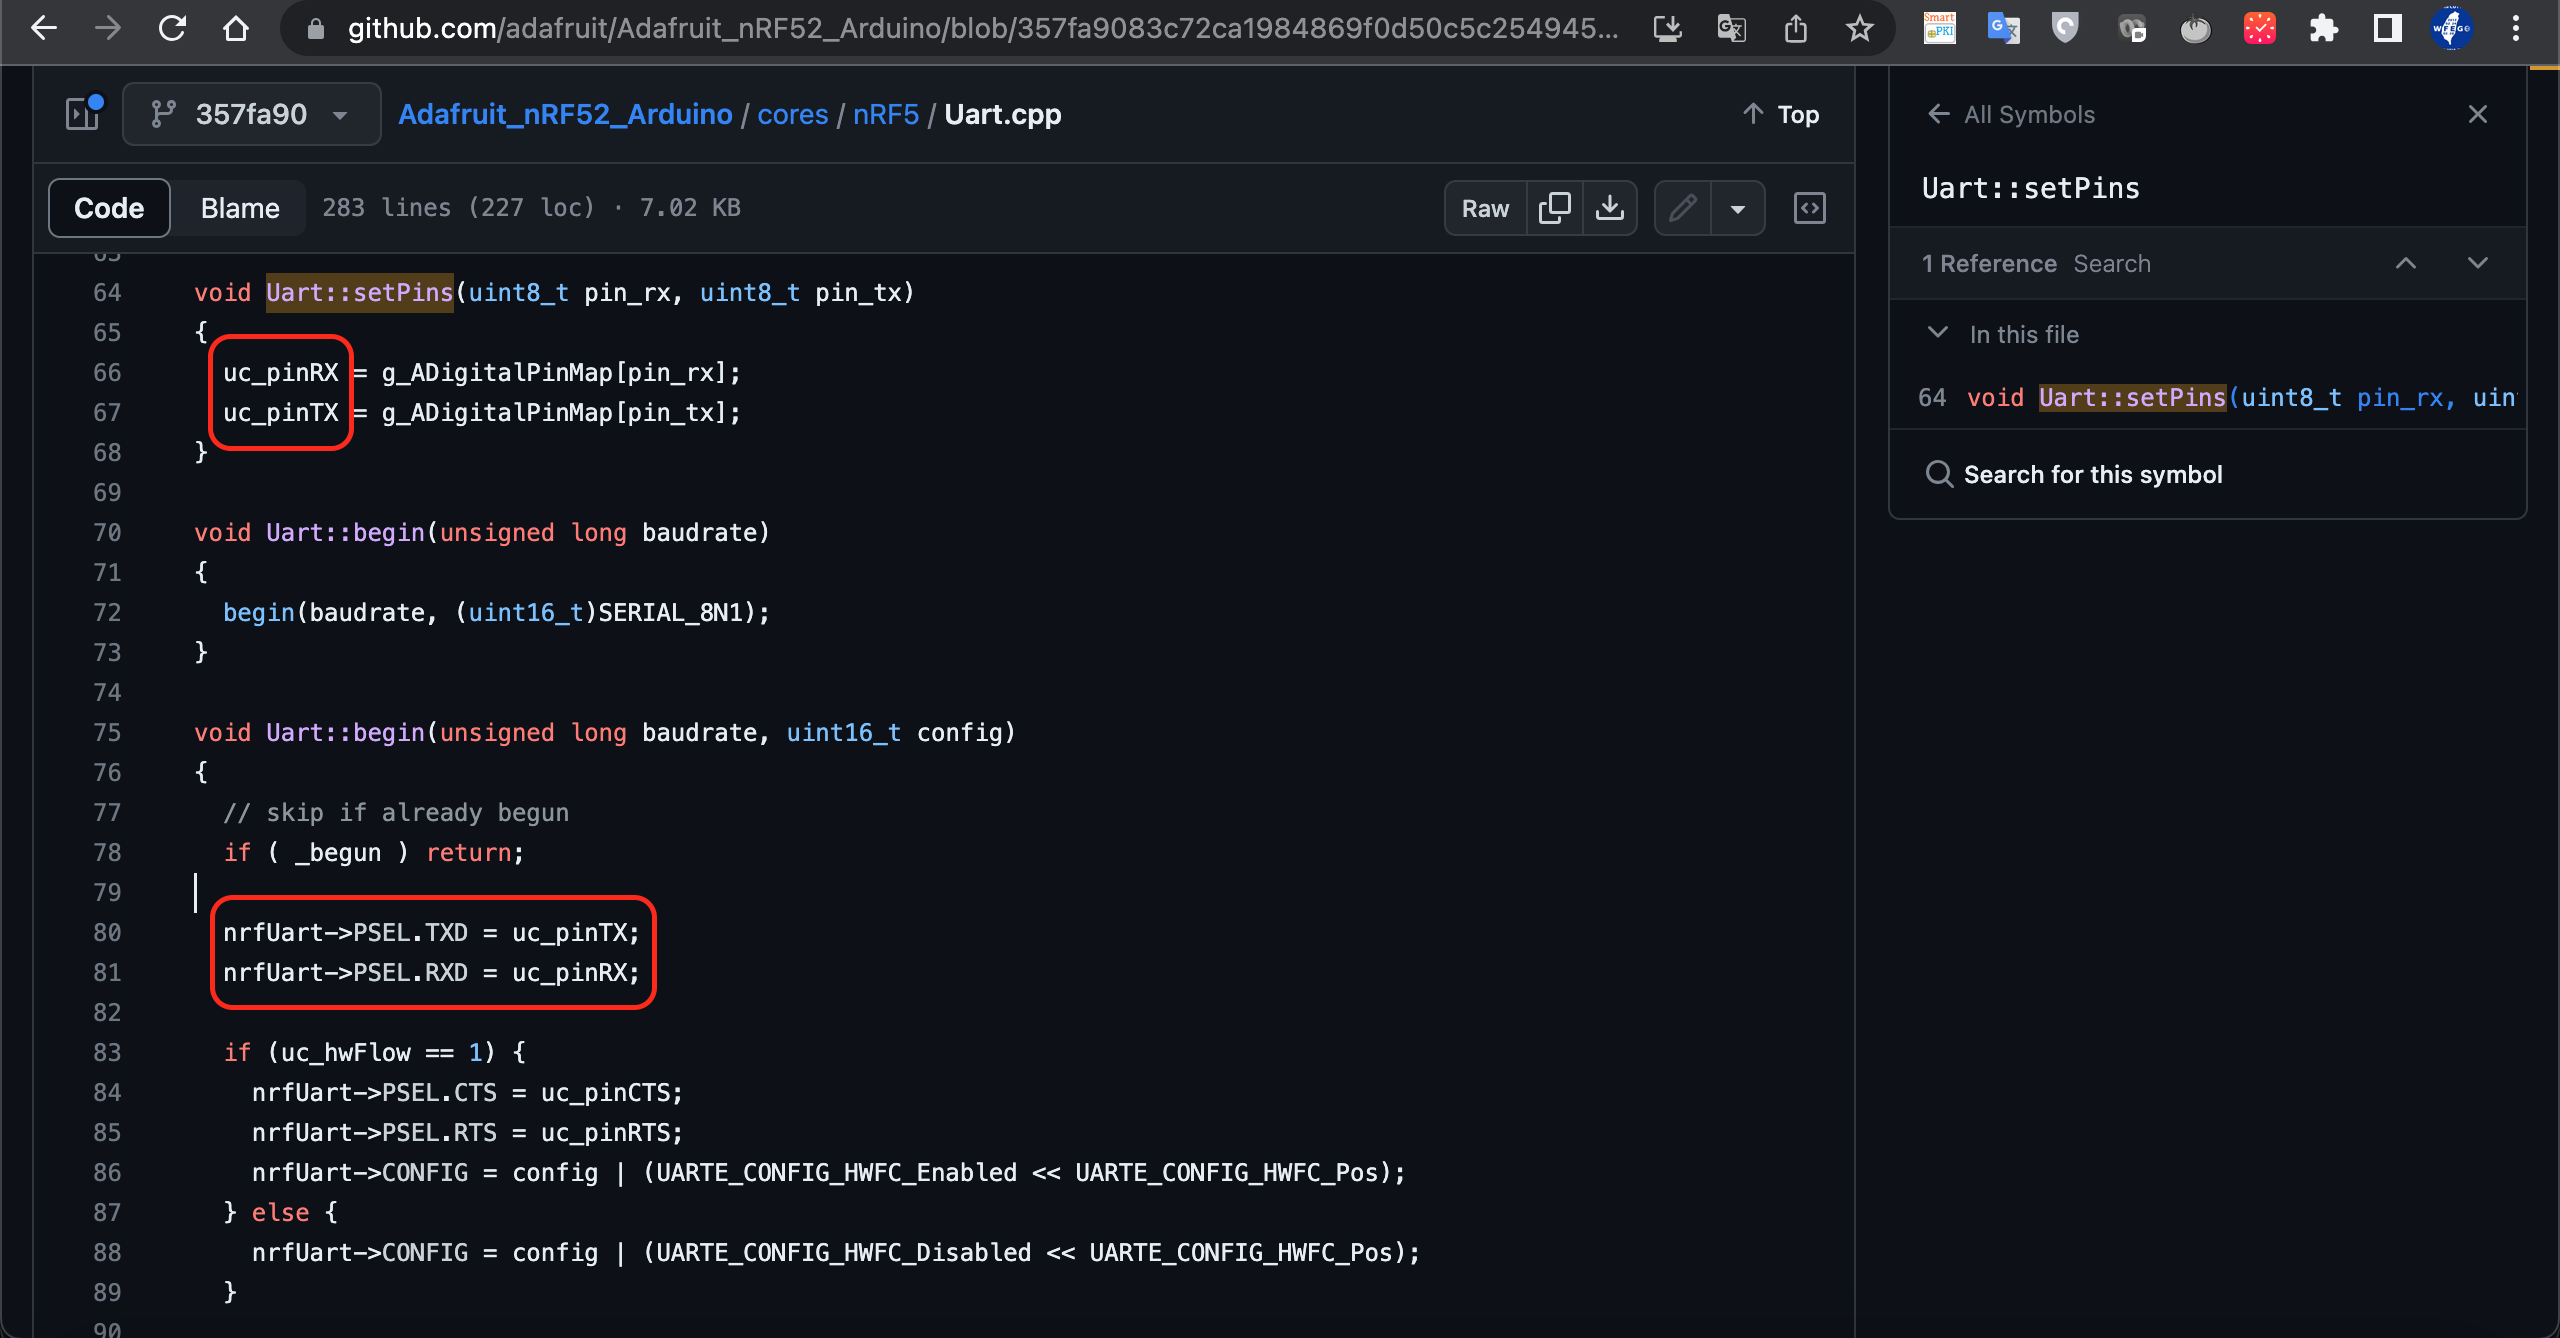 github.com/adafruit/Adafruit_nRF52_Arduino/blob/357fa9083c72ca1984869f0d50c5c254945...
357fa90
Adafruit_nRF52_Arduino / cores / nRF5 / Uart.cpp
Top
Code
Blame
283 lines (227 loc) · 7.02 KB
Raw
63
64 void Uart::setPins(uint8_t pin_rx, uint8_t pin_tx)
65 {
66 uc_pinRX = g_ADigitalPinMap[pin_rx];
67 uc_pinTX = g_ADigitalPinMap[pin_tx];
68 }
69
70 void Uart::begin(unsigned long baudrate)
71 {
72 begin(baudrate, (uint16_t)SERIAL_8N1);
73 }
74
75 void Uart::begin(unsigned long baudrate, uint16_t config)
76 {
77 // skip if already begun
78 if ( _begun ) return;
79
80 nrfUart->PSEL.TXD = uc_pinTX;
81 nrfUart->PSEL.RXD = uc_pinRX;
82
83 if (uc_hwFlow == 1) {
84 nrfUart->PSEL.CTS = uc_pinCTS;
85 nrfUart->PSEL.RTS = uc_pinRTS;
86 nrfUart->CONFIG = config | (UARTE_CONFIG_HWFC_Enabled << UARTE_CONFIG_HWFC_Pos);
87 } else {
88 nrfUart->CONFIG = config | (UARTE_CONFIG_HWFC_Disabled << UARTE_CONFIG_HWFC_Pos);
89 }
90
All Symbols
Uart::setPins
1 Reference Search
In this file
64 void Uart::setPins(uint8_t pin_rx, uin
Search for this symbol